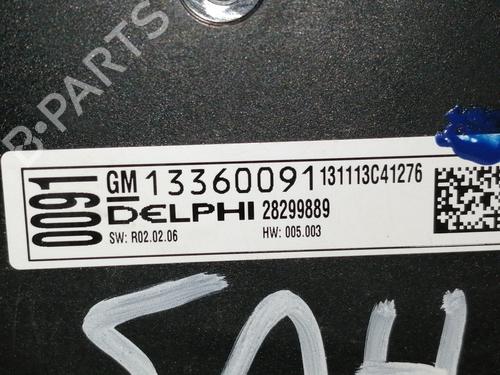 B-PARTS
0091
GM 13360091 131113C41276
DELPHI 28299889
SW: R02.02.06 HW: 005.003